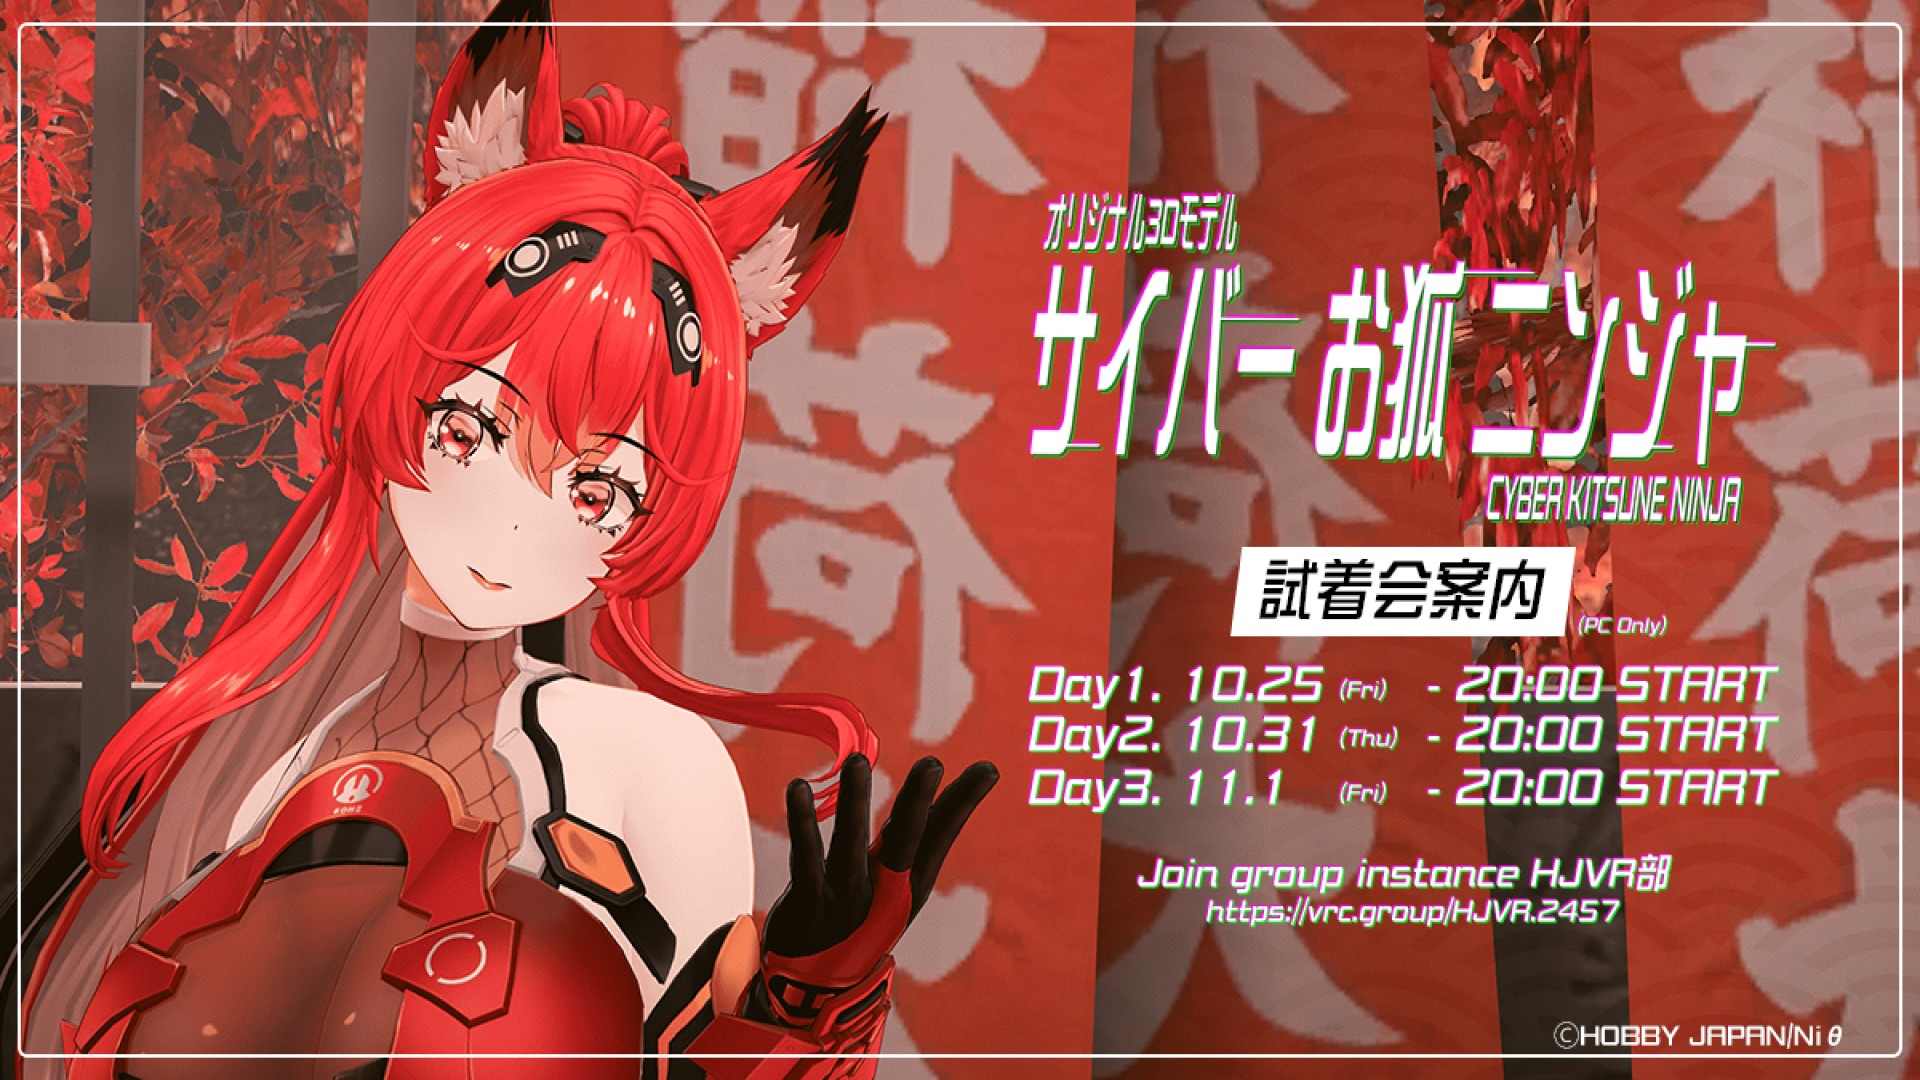 オリジナル3Dモデル
サイバーお狐ニンジャ
CYBER KITSUNE NINJA
試着会案内
(PC Only)
Day1. 10.25 (Fri) - 20:00 START
Day2. 10.31 (Thu) - 20:00 START
Day3. 11.1 (Fri) - 20:00 START
Join group instance HJVR部
https://vrc.group/HJVR.2457
©HOBBY JAPAN/Niθ